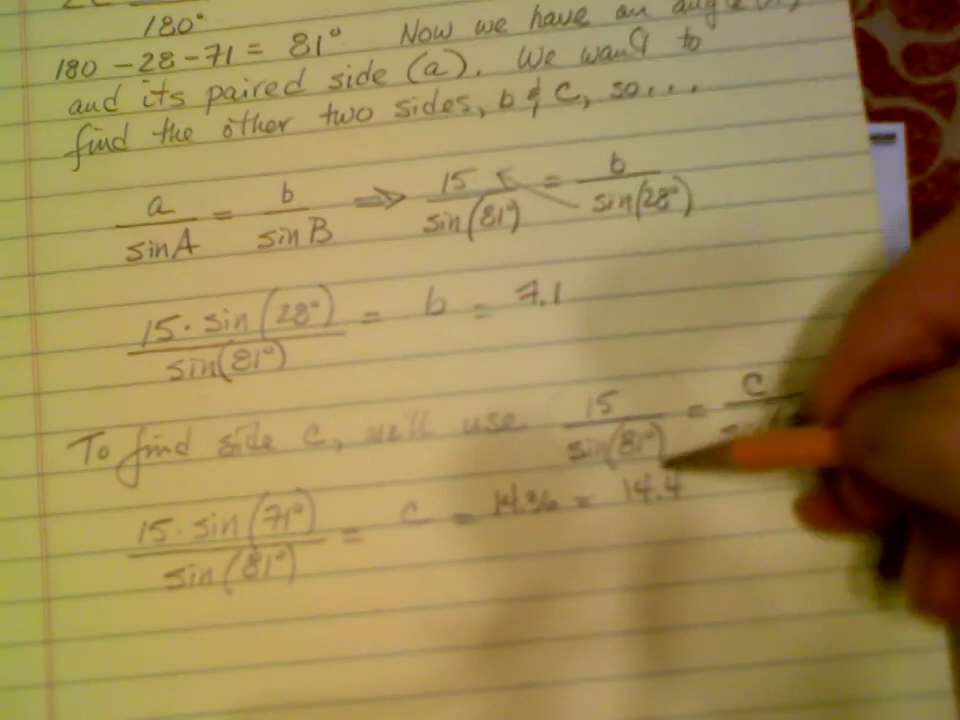 180°
180 - 28 - 71 = 81° Now we have an angle
and its paired side (a). We want to
find the other two sides, b & c, so...
a/sin A = b/sin B ⇒ 15/sin(81°) = b/sin(28°)
15 · sin(28°)/sin(81°) = b = 7.1
To find side c, we'll use 15/sin(81°) = c/
15 · sin(71°)/sin(81°) = c = 14.36 = 14.4